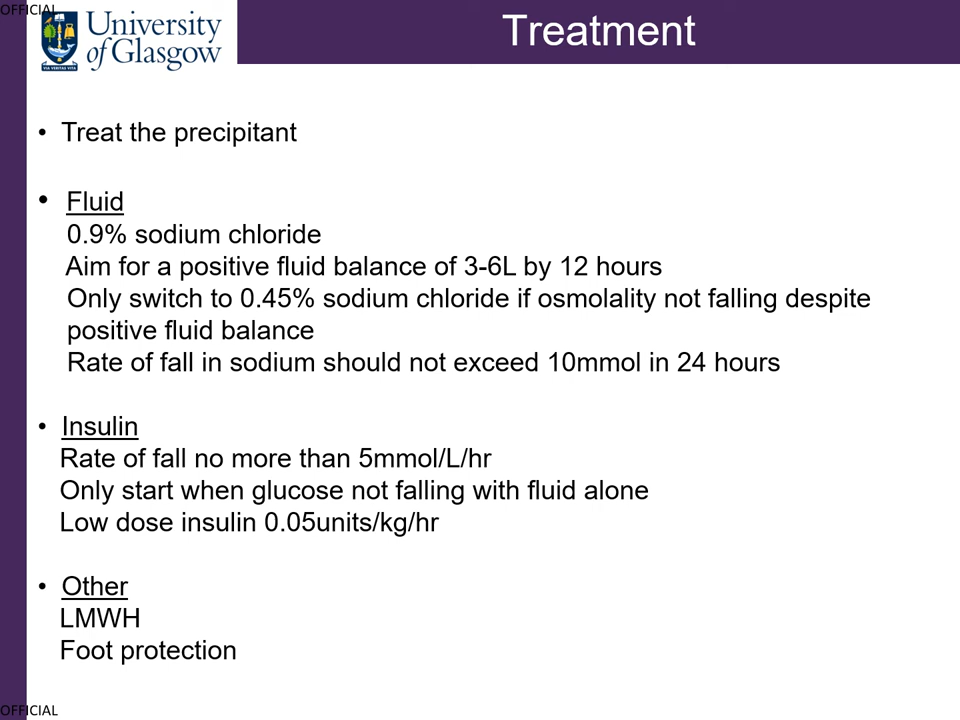 OFFICIAL
University
of Glasgow
VIA VERITAS VITA
Treatment
• Treat the precipitant
• Fluid
0.9% sodium chloride
Aim for a positive fluid balance of 3-6L by 12 hours
Only switch to 0.45% sodium chloride if osmolality not falling despite
positive fluid balance
Rate of fall in sodium should not exceed 10mmol in 24 hours
• Insulin
Rate of fall no more than 5mmol/L/hr
Only start when glucose not falling with fluid alone
Low dose insulin 0.05units/kg/hr
• Other
LMWH
Foot protection
OFFICIAL